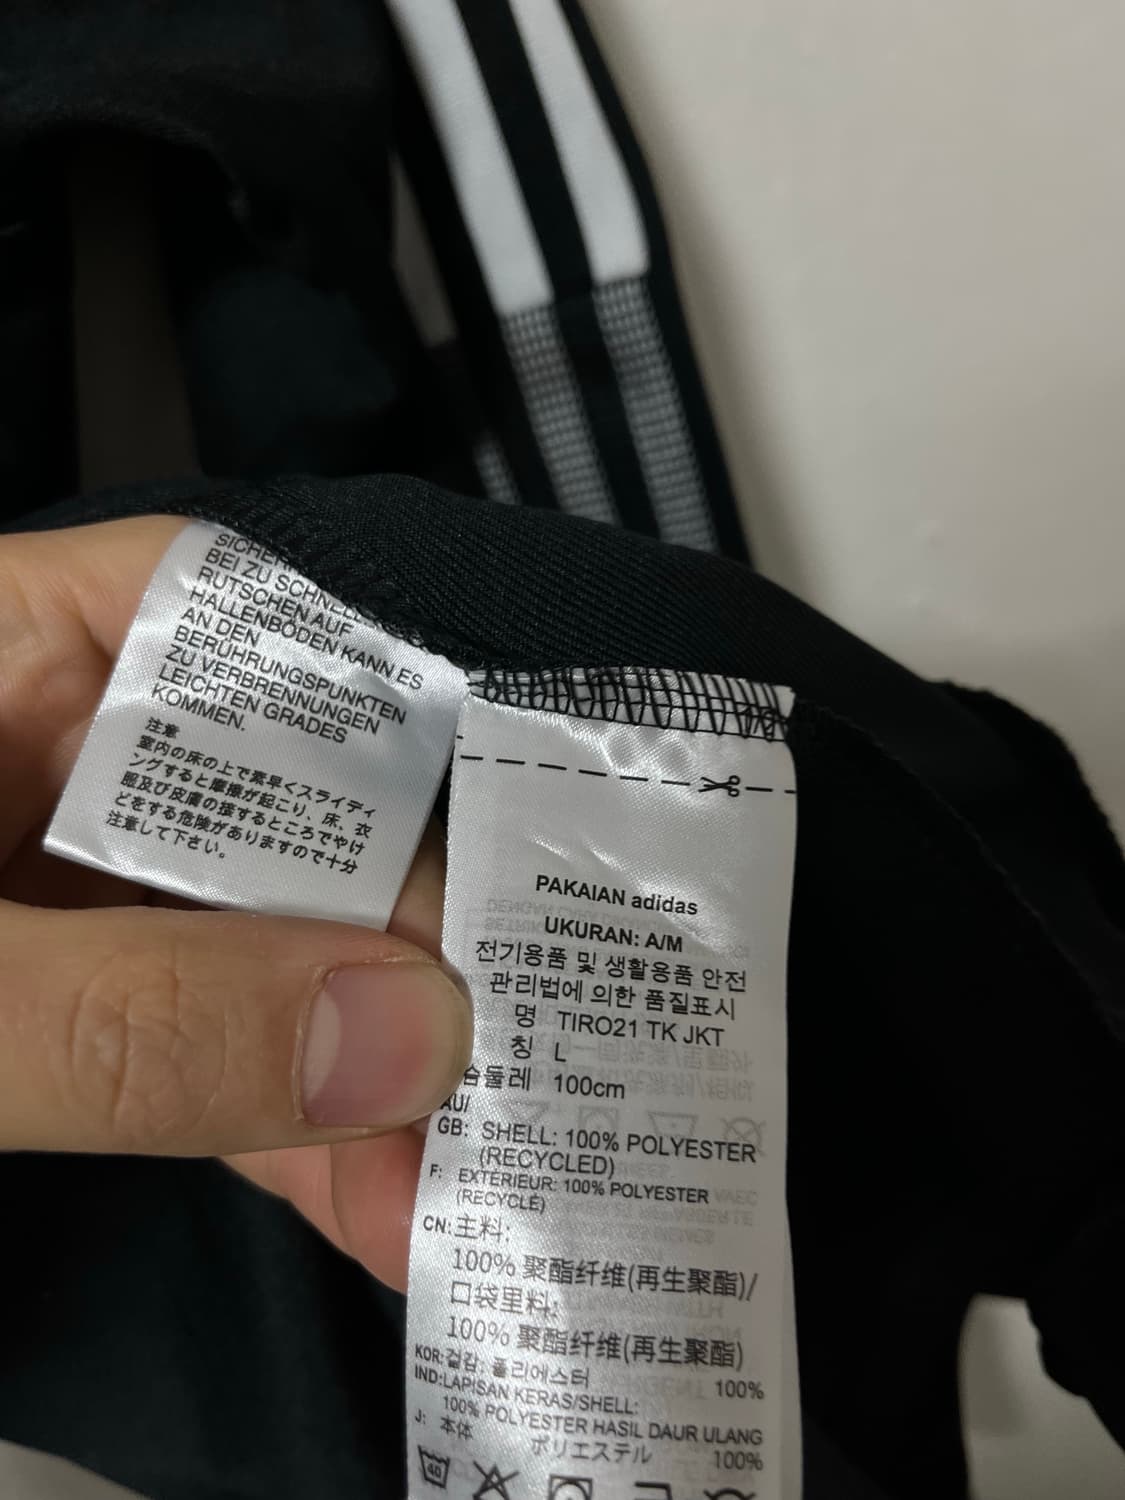 BEI ZU SCHNELL
RUTSCHEN AUF
HALLENBÖDEN KANN ES
AN DEN
BERÜHRUNGSPUNKTEN
ZU VERBRENNUNGEN
LEICHTEN GRADES
KOMMEN.
注意
室内の床の上で素早くスライディ
ングすると摩擦が起こり、床、衣
服及び皮膚の接するところでやけ
どをする危険がありますので十分
注意して下さい。
PAKAIAN adidas
UKURAN: A/M
전기용품 및 생활용품 안전
관리법에 의한 품질표시
명 TIRO21 TK JKT
칭 L
슴둘레 100cm
AU/
GB: SHELL: 100% POLYESTER
(RECYCLED)
F: EXTÉRIEUR: 100% POLYESTER
(RECYCLÉ)
CN: 主料:
100% 聚酯纤维(再生聚酯)/
口袋里料:
100% 聚酯纤维(再生聚酯)
KOR: 겉감: 폴리에스터 100%
IND: LAPISAN KERAS/SHELL:
100% POLYESTER HASIL DAUR ULANG
J: 本体
ポリエステル 100%
40